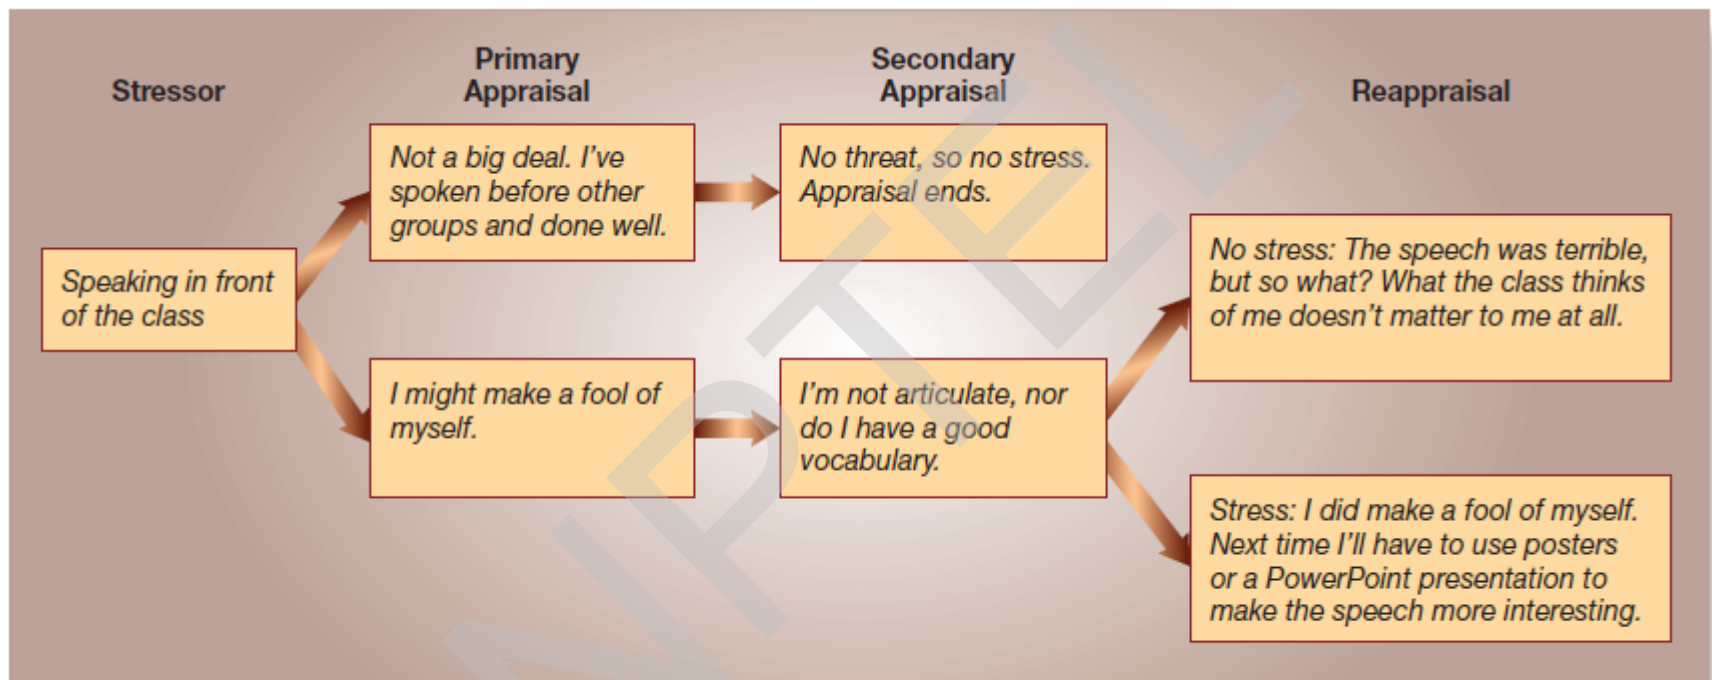 Stressor
Primary
Appraisal
Secondary
Appraisal
Reappraisal
Speaking in front
of the class
Not a big deal. I've
spoken before other
groups and done well.
No threat, so no stress.
Appraisal ends.
I might make a fool of
myself.
I'm not articulate, nor
do I have a good
vocabulary.
No stress: The speech was terrible,
but so what? What the class thinks
of me doesn't matter to me at all.
Stress: I did make a fool of myself.
Next time I'll have to use posters
or a PowerPoint presentation to
make the speech more interesting.
NPTEL